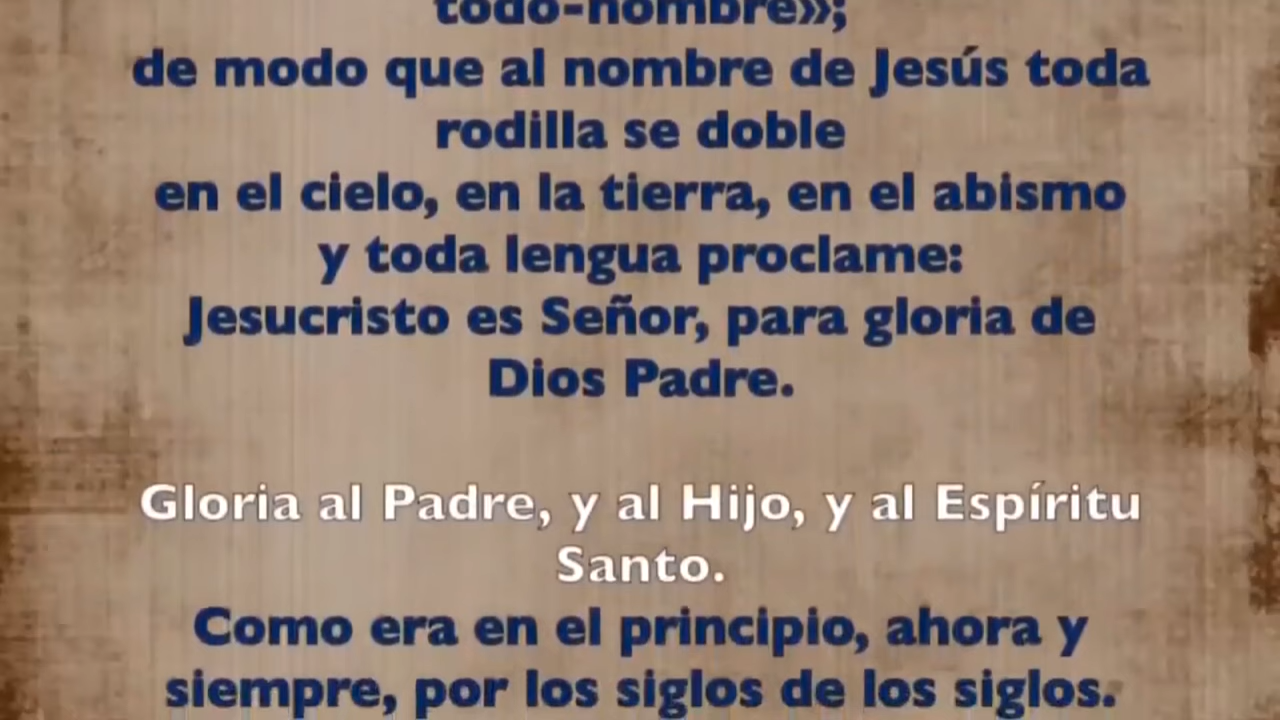 todo-nombre»;
de modo que al nombre de Jesús toda
rodilla se doble
en el cielo, en la tierra, en el abismo
y toda lengua proclame:
Jesucristo es Señor, para gloria de
Dios Padre.
Gloria al Padre, y al Hijo, y al Espíritu
Santo.
Como era en el principio, ahora y
siempre, por los siglos de los siglos.